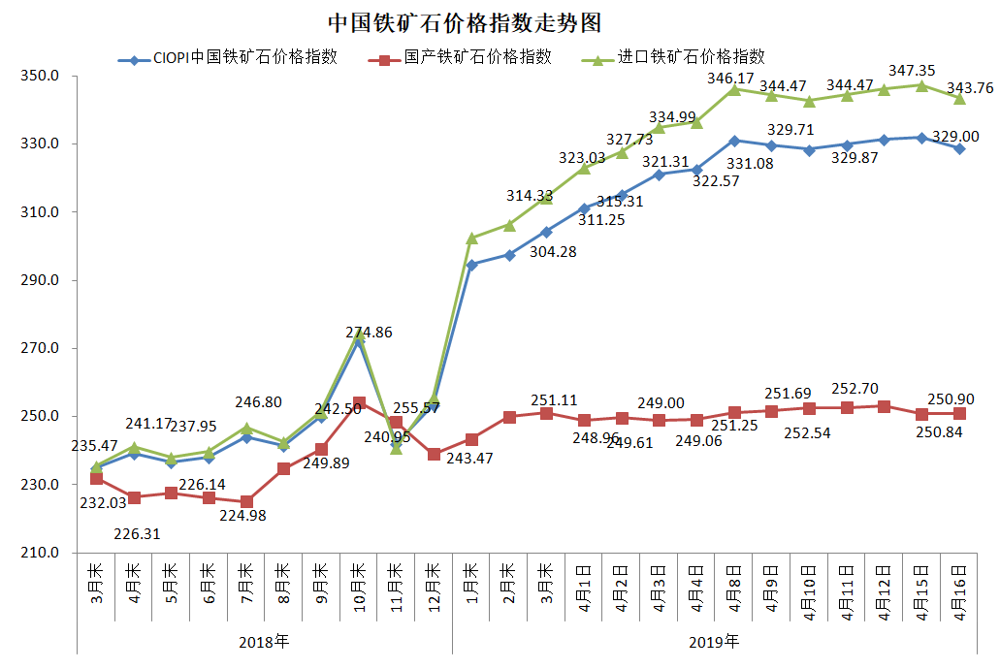 中国铁矿石价格指数走势图
CIOPI中国铁矿石价格指数 国产铁矿石价格指数 进口铁矿石价格指数
350.0
330.0
310.0
290.0
270.0
250.0
230.0
210.0
235.47
241.17
237.95
246.80
242.50
274.86
240.95
255.57
314.33
323.03
327.73
334.99
346.17
344.47
344.47
347.35
343.76
249.89
304.28
311.25
315.31
321.31
322.57
331.08
329.71
329.87
329.00
232.03
226.31
226.14
224.98
243.47
251.11
248.96
249.61
249.00
249.06
251.25
251.69
252.54
252.70
250.84
250.90
3月末
4月末
5月末
6月末
7月末
8月末
9月末
10月末
11月末
12月末
1月末
2月末
3月末
4月1日
4月2日
4月3日
4月4日
4月8日
4月9日
4月10日
4月11日
4月12日
4月15日
4月16日
2018年 2019年